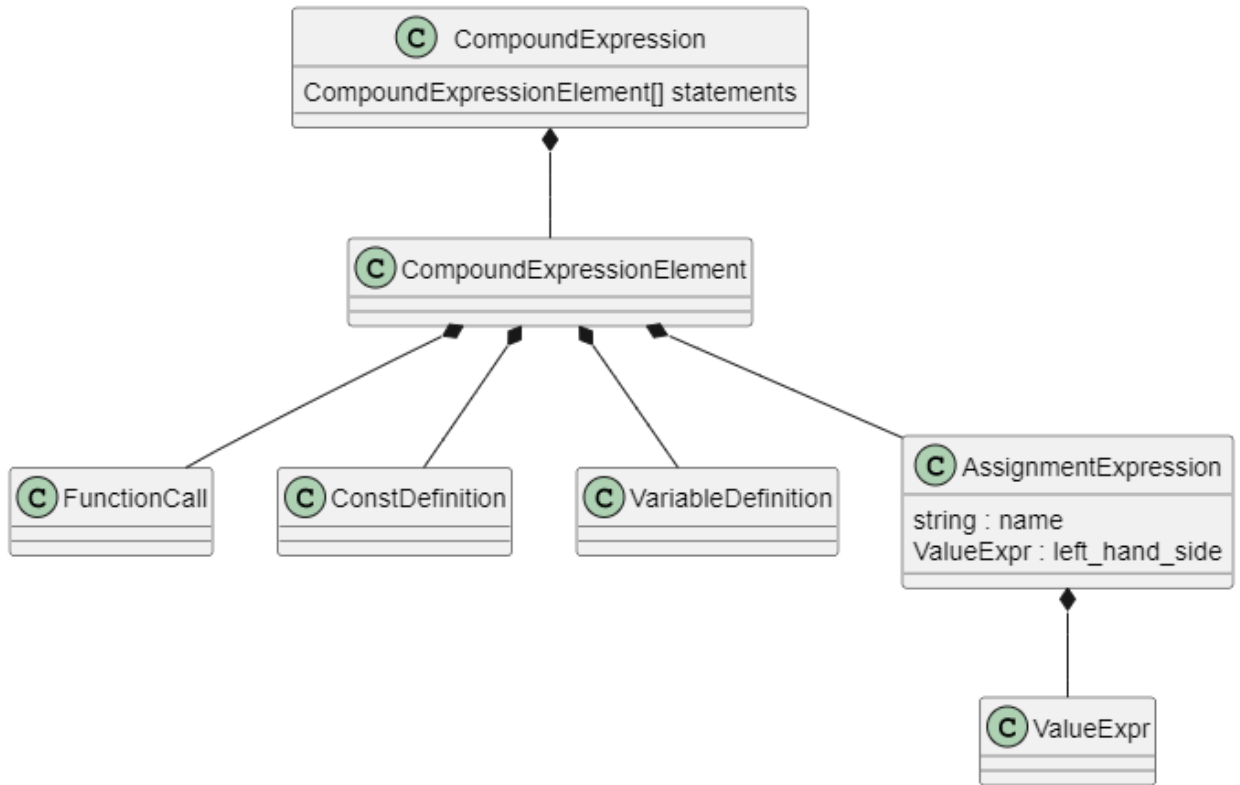 C CompoundExpression
CompoundExpressionElement[] statements
C CompoundExpressionElement
C FunctionCall
C ConstDefinition
C VariableDefinition
C AssignmentExpression
string : name
ValueExpr : left_hand_side
C ValueExpr